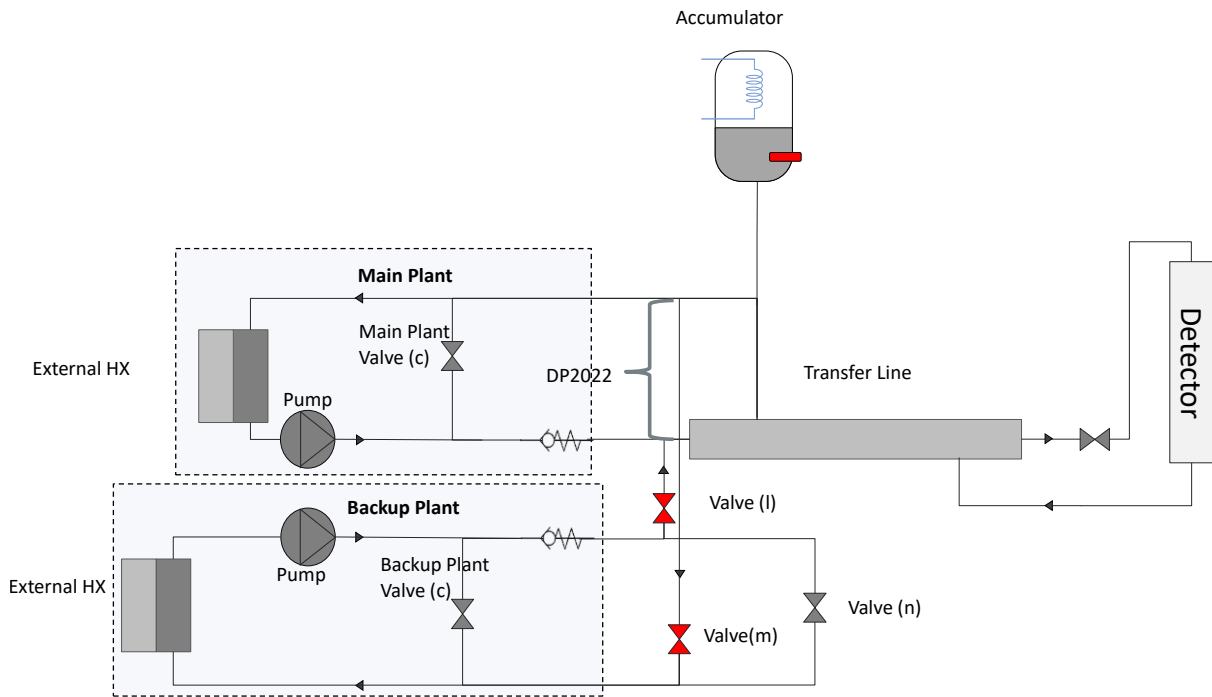 Accumulator
Main Plant
Main Plant
Valve (c)
External HX
DP2022
Transfer Line
Detector
Pump
Valve (l)
Backup Plant
Backup Plant
Valve (c)
Pump
External HX
Valve (n)
Valve(m)